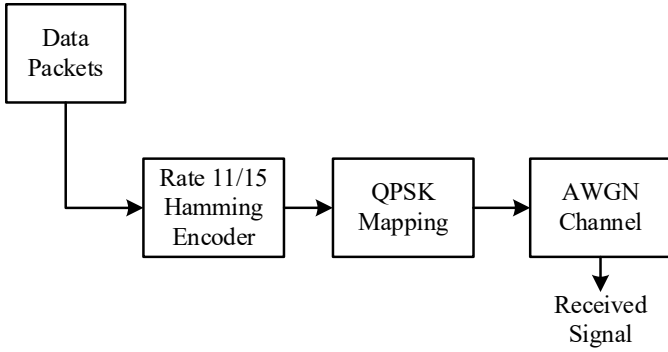 Data
Packets
Rate 11/15
Hamming
Encoder
QPSK
Mapping
AWGN
Channel
Received
Signal